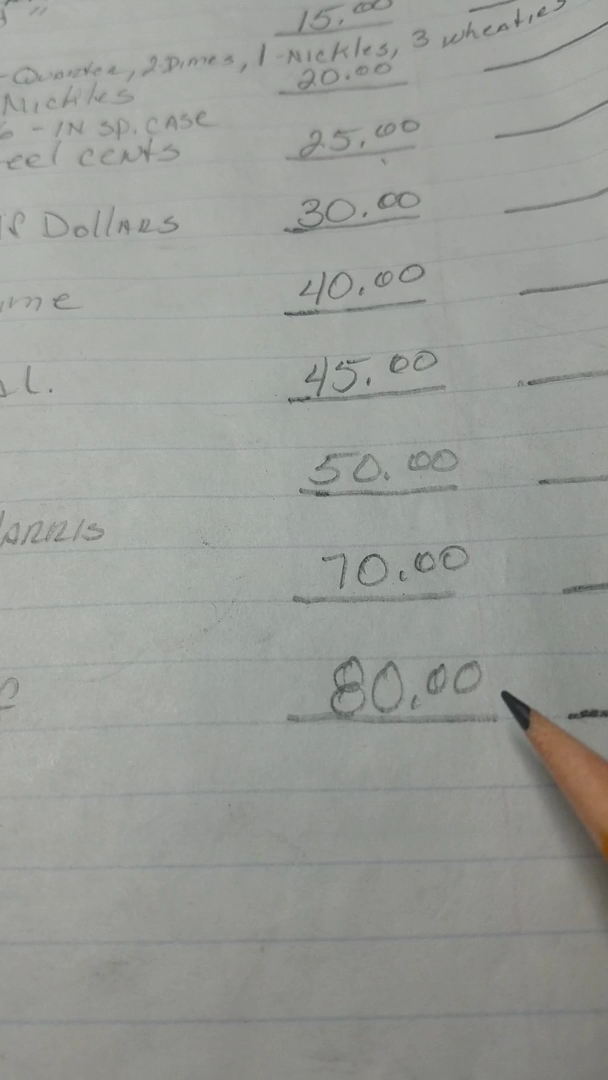 15.00
- Quarter, 2 Dimes, 1 - Nickles, 3 wheaties
Nickles 20.00
- IN SP. CASE
eel cents 25.00
Dollars 30.00
me 40.00
L. 45.00
50.00
ARRIS
70.00
80.00